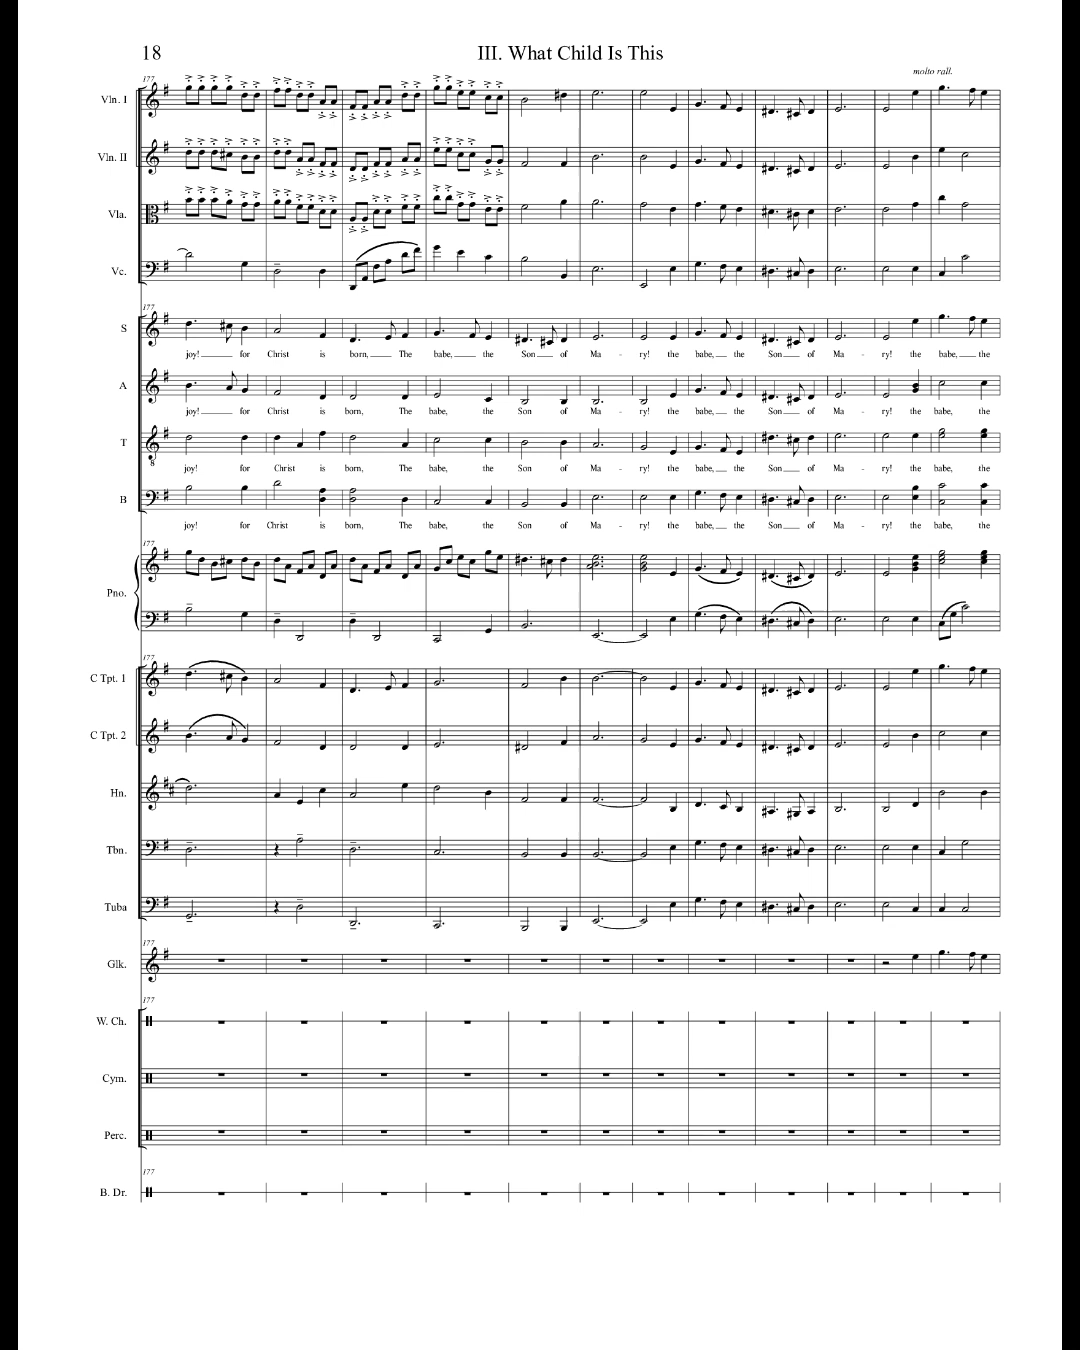 18
III. What Child Is This
molto rall.
177
Vln. I
Vln. II
Vla.
Vc.
177
S
joy! for Christ is born, The babe, the Son of Ma - ry! the babe, the Son of Ma - ry! the babe, the
A
joy! for Christ is born, The babe, the Son of Ma - ry! the babe, the Son of Ma - ry! the babe, the
T
8
joy! for Christ is born, The babe, the Son of Ma - ry! the babe, the Son of Ma - ry! the babe, the
B
joy! for Christ is born, The babe, the Son of Ma - ry! the babe, the Son of Ma - ry! the babe, the
177
Pno.
177
C Tpt. 1
C Tpt. 2
Hn.
Tbn.
Tuba
177
Glk.
177
W. Ch.
Cym.
Perc.
177
B. Dr.